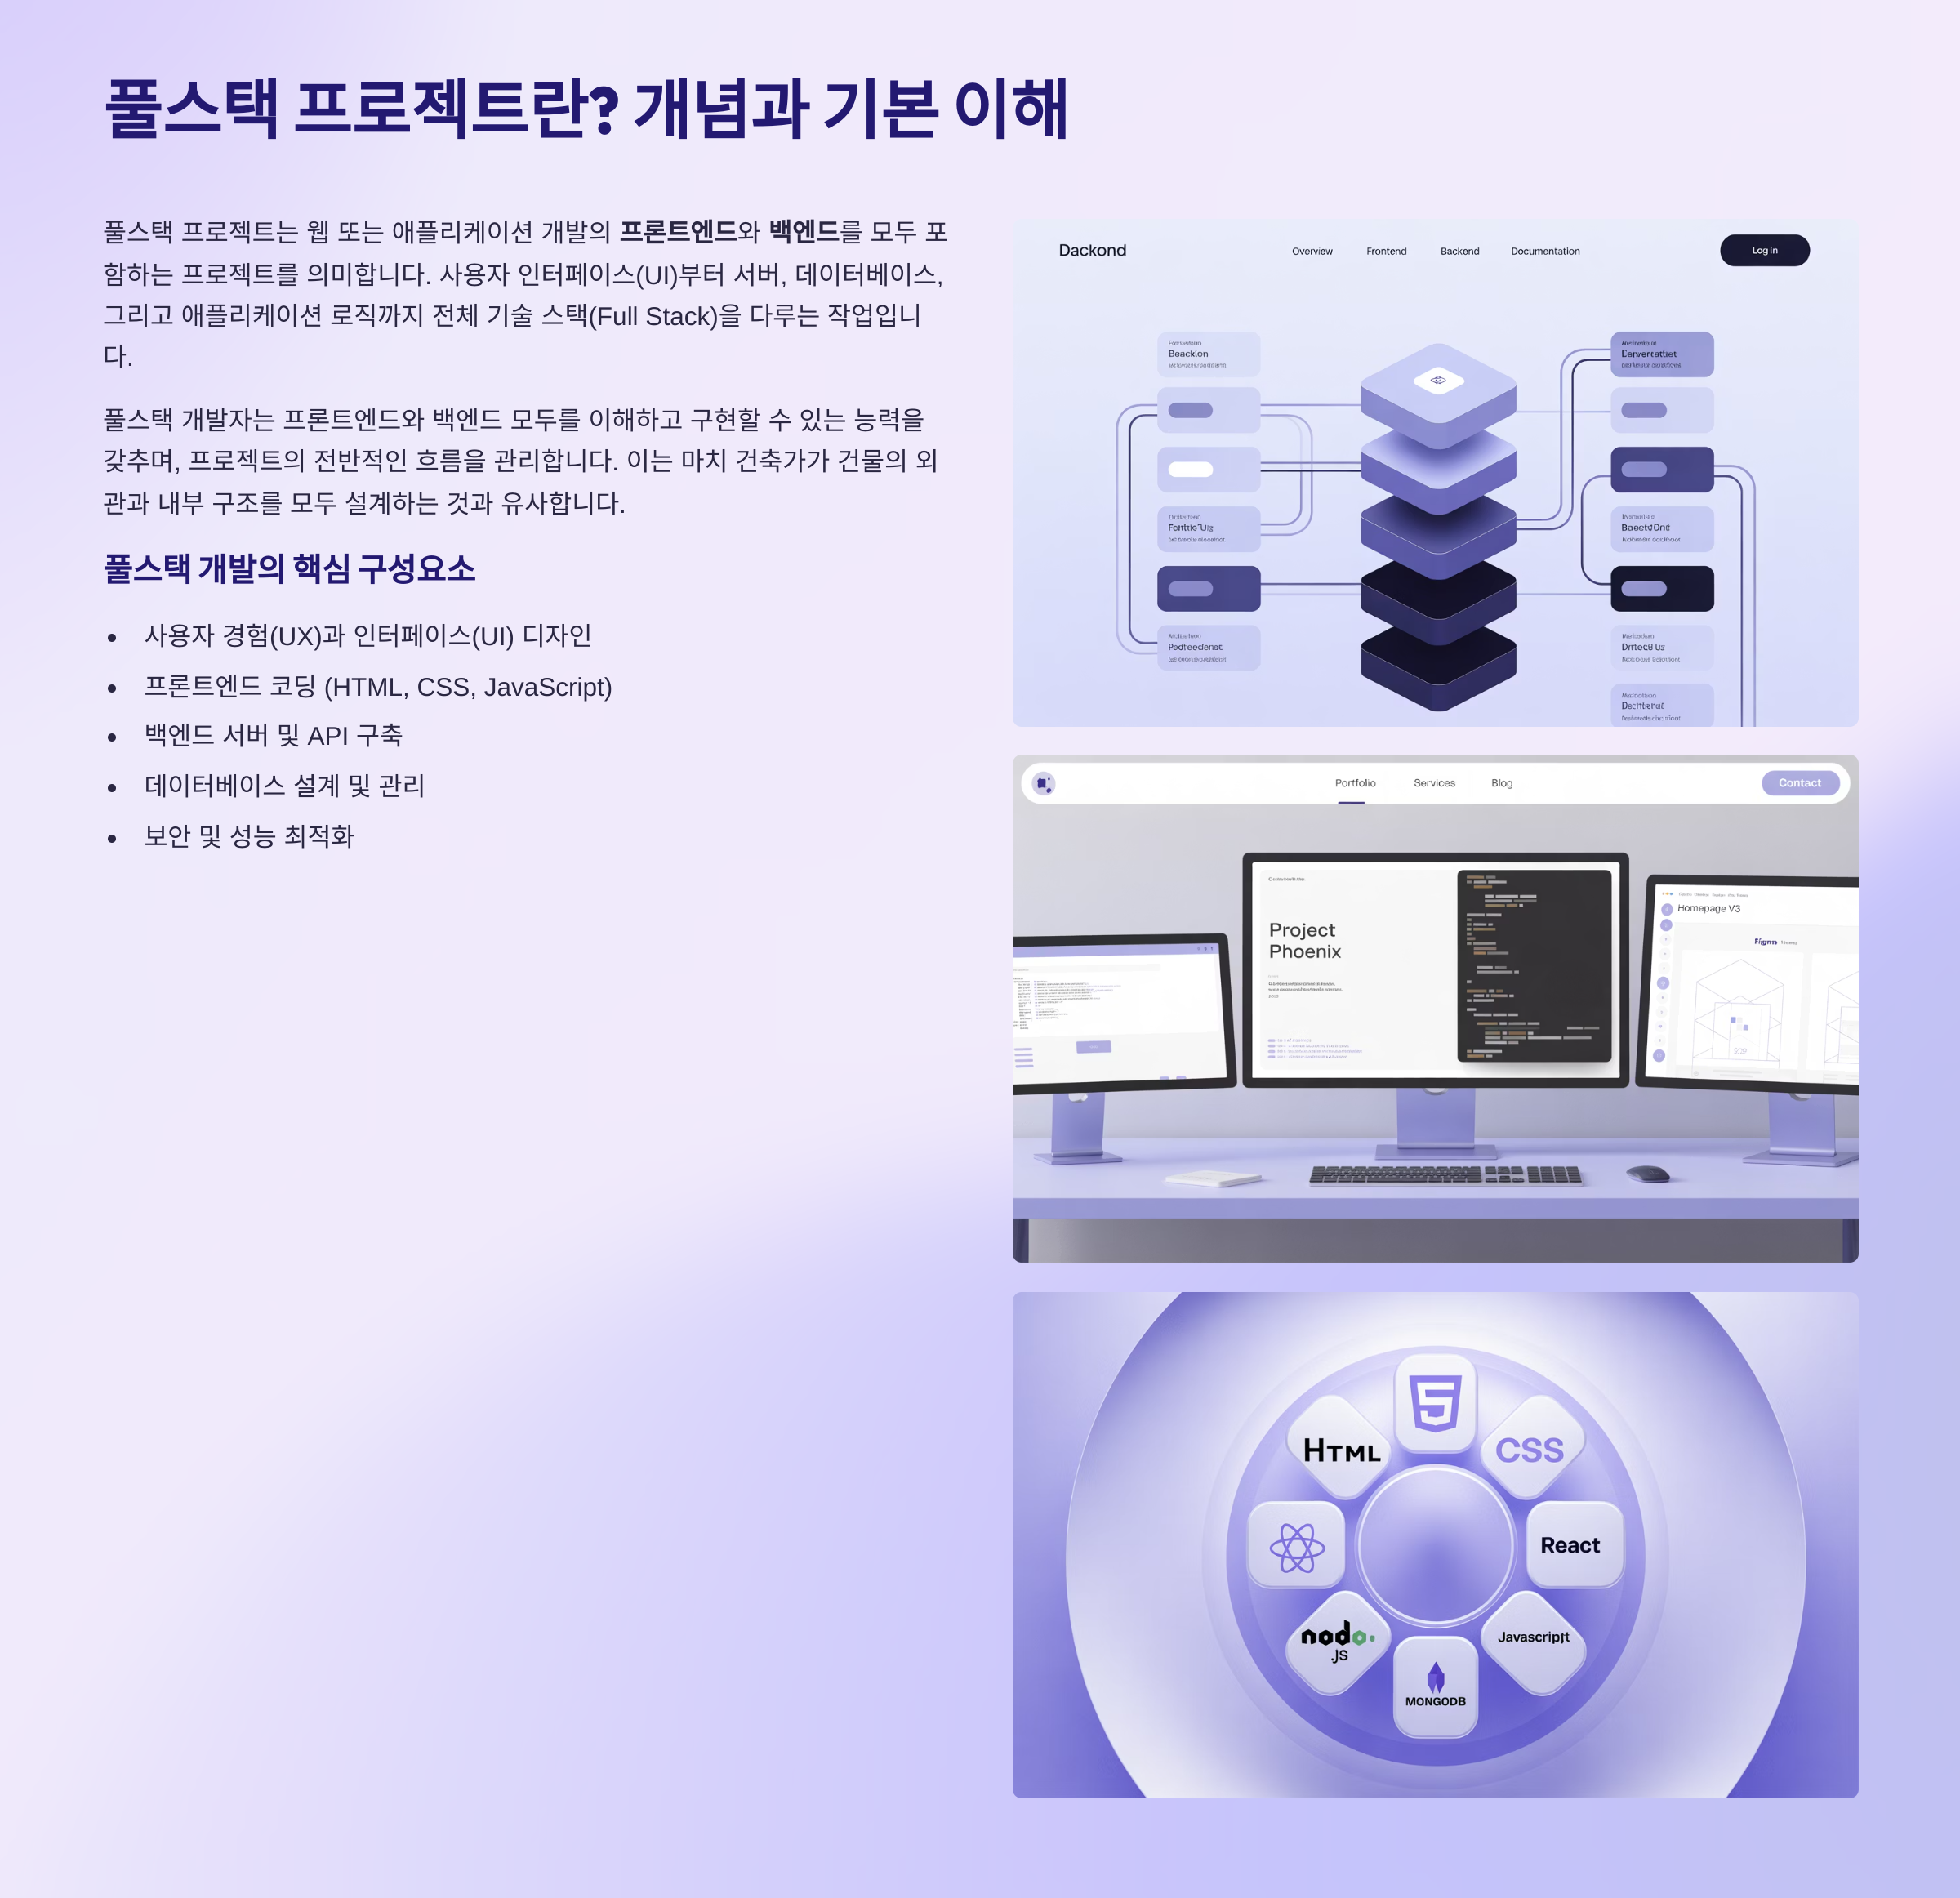 풀스택 프로젝트란? 개념과 기본 이해
풀스택 프로젝트는 웹 또는 애플리케이션 개발의 프론트엔드와 백엔드를 모두 포
함하는 프로젝트를 의미합니다. 사용자 인터페이스(UI)부터 서버, 데이터베이스,
그리고 애플리케이션 로직까지 전체 기술 스택(Full Stack)을 다루는 작업입니
다.
풀스택 개발자는 프론트엔드와 백엔드 모두를 이해하고 구현할 수 있는 능력을
갖추며, 프로젝트의 전반적인 흐름을 관리합니다. 이는 마치 건축가가 건물의 외
관과 내부 구조를 모두 설계하는 것과 유사합니다.
풀스택 개발의 핵심 구성요소
• 사용자 경험(UX)과 인터페이스(UI) 디자인
• 프론트엔드 코딩 (HTML, CSS, JavaScript)
• 백엔드 서버 및 API 구축
• 데이터베이스 설계 및 관리
• 보안 및 성능 최적화
Dackond Overview Frontend Backend Documentation Log in
Portfolio Services Blog Contact
Project
Phoenix
Homepage V3
HTML
CSS
React
nodo.
.JS
MONGODB